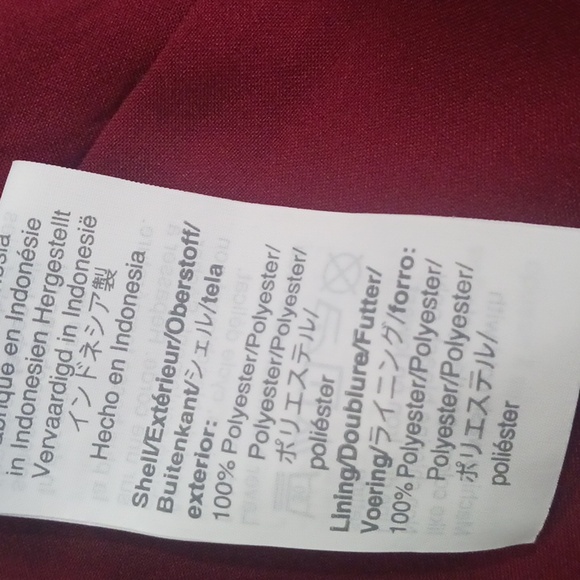 en Indonésie
in Indonesien Hergestellt
Vervaardigd in Indonesië
インドネシア製
Hecho en Indonesia
Shell/Extérieur/Oberstoff/
Buitenkant/シェル/tela
exterior:
100% Polyester/Polyester/
Polyester/Polyester/
ポリエステル/
poliéster
Lining/Doublure/Futter/
Voering/ライニング/forro:
100% Polyester/Polyester/
Polyester/Polyester/
ポリエステル/
poliéster